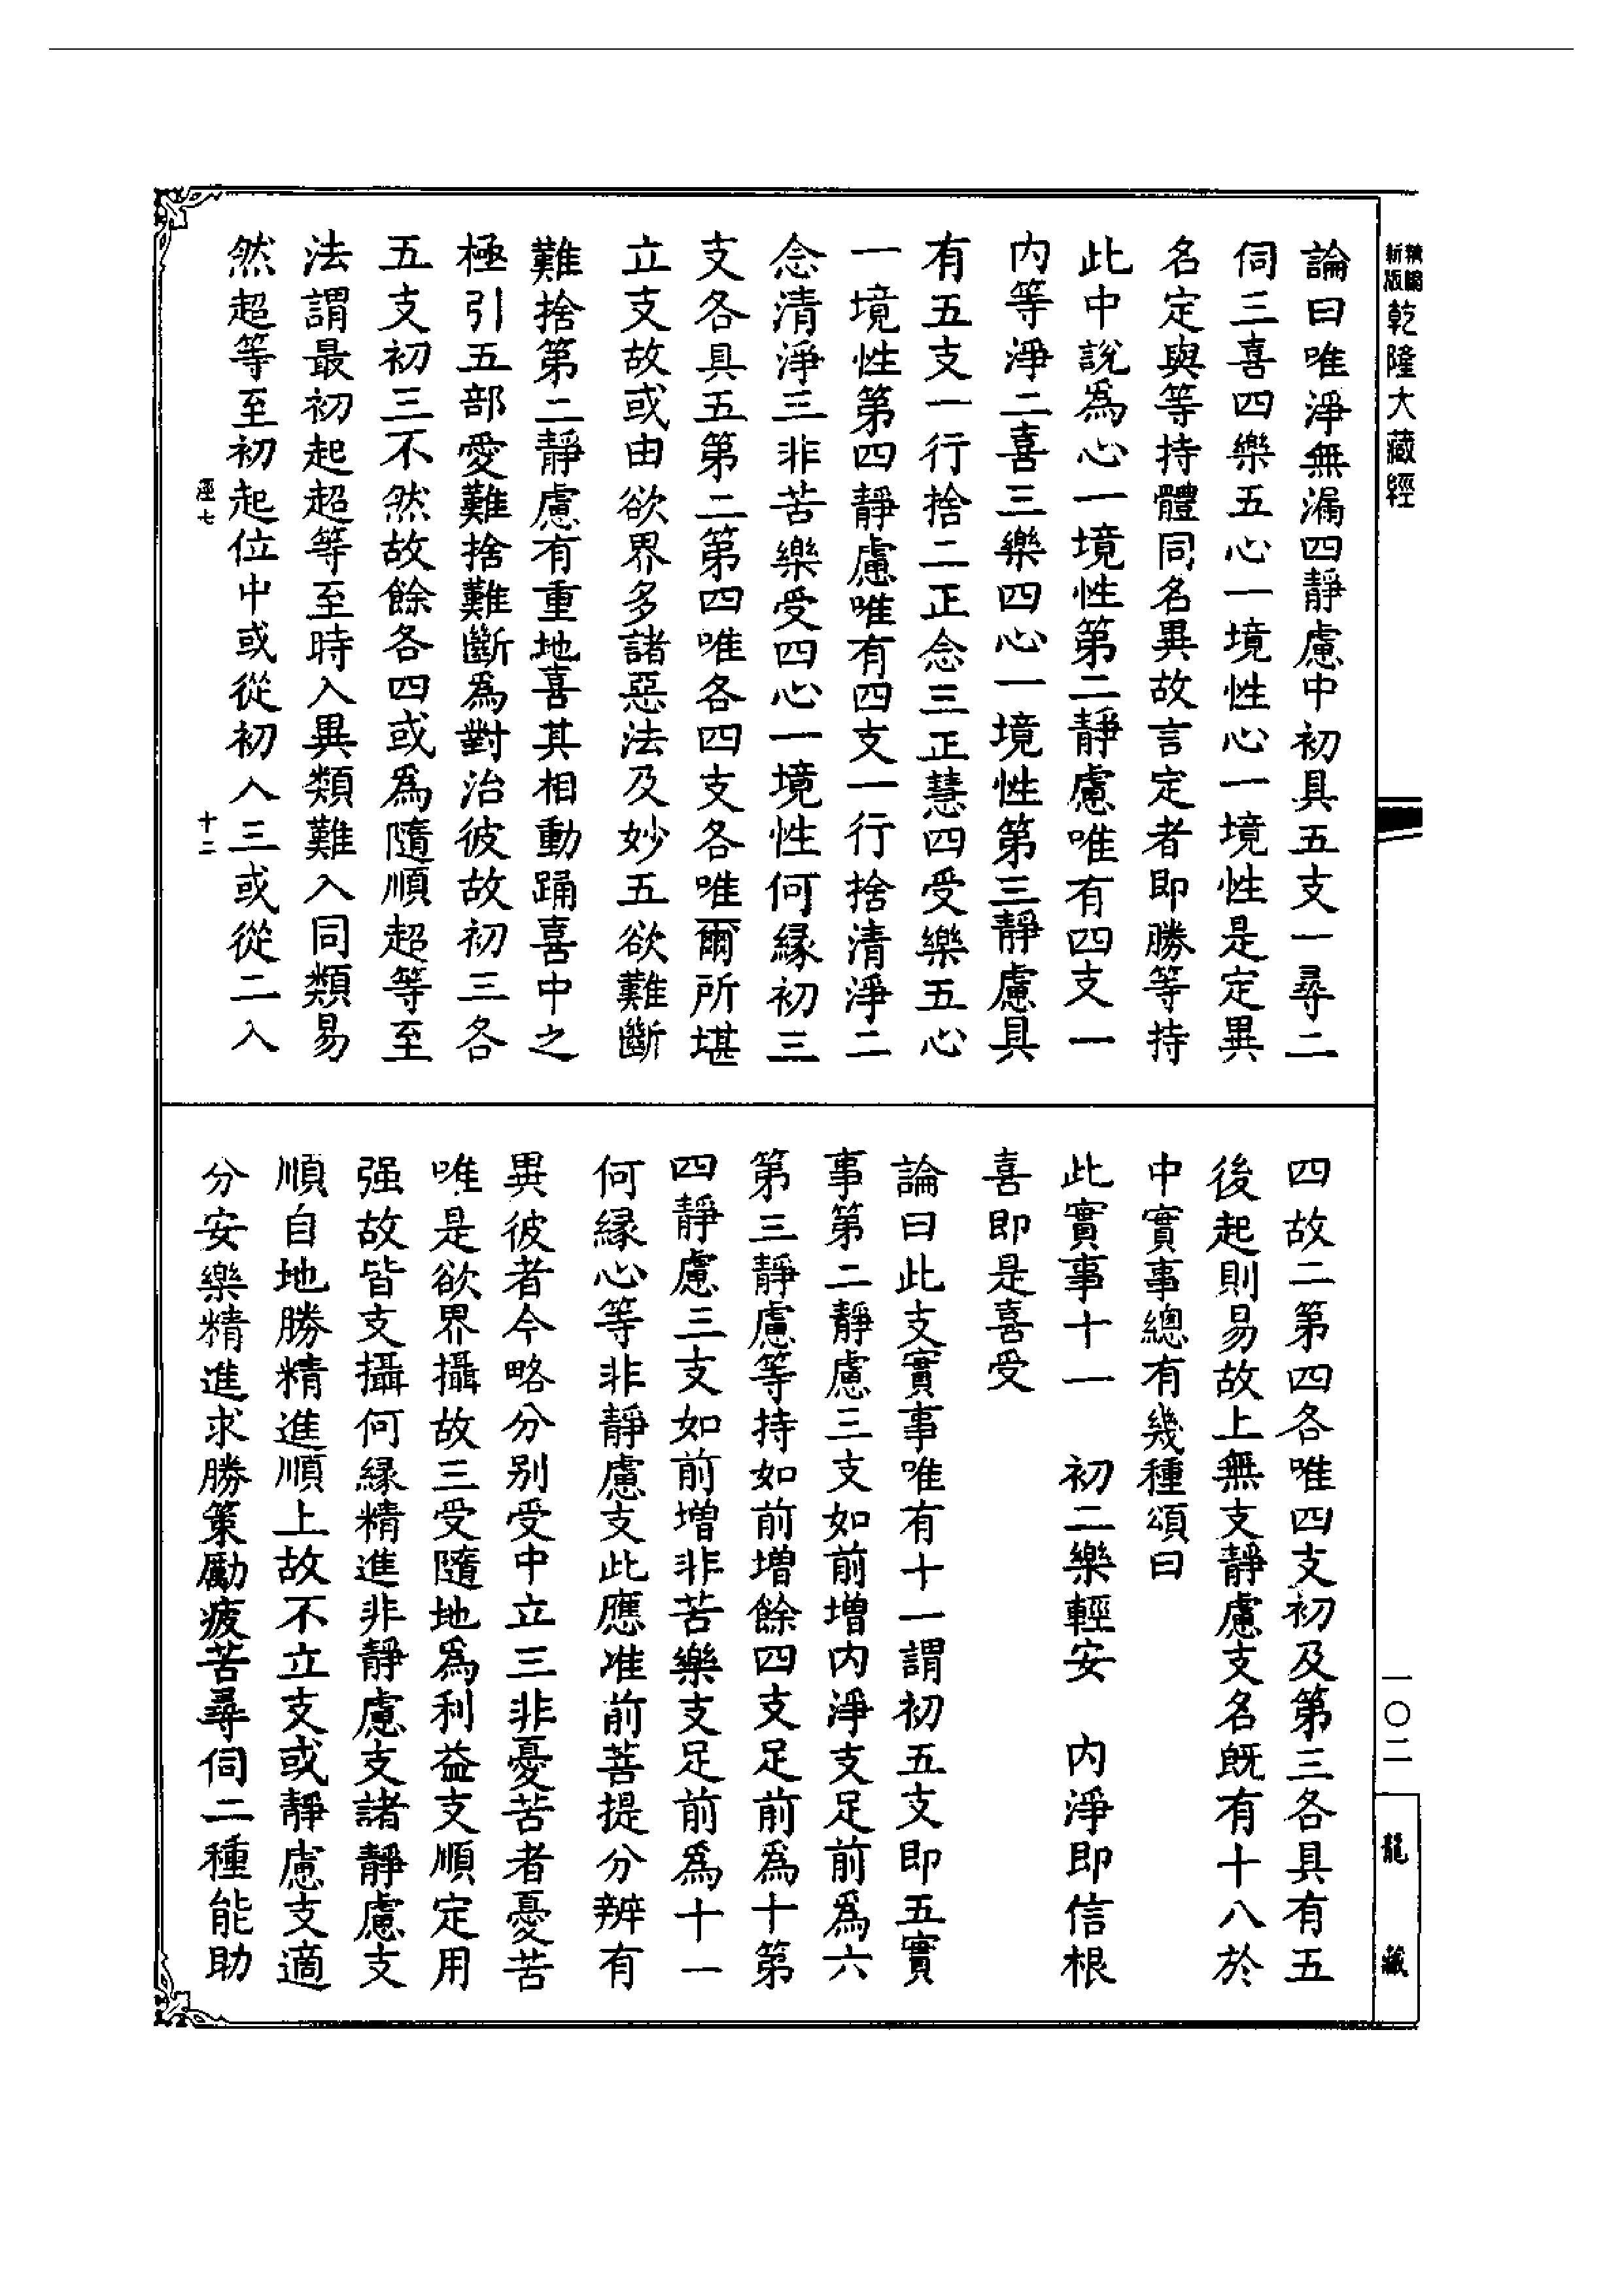 新編
新版
乾隆大藏經
論曰唯淨無漏四靜慮中初具五支一尋二
伺三喜四樂五心一境性心一境性是定異
名定與等持體同名異故言定者即勝等持
此中說為心一境性第二靜慮唯有四支一
内等淨二喜三樂四心一境性第三靜慮具
有五支一行捨二正念三正慧四受樂五心
一境性第四靜慮唯有四支一行捨清淨二
念清淨三非苦樂受四心一境性何縁初三
支各具五第二第四唯各四支各唯爾所堪
立支故或由欲界多諸惡法及妙五欲難斷
難捨第二靜慮有重地喜其相動踊喜中之
極引五部愛難捨難斷為對治彼故初三各
五支初三不然故餘各四或為隨順超等至
法謂最初起超等至時入異類難入同類易
然超等至初起位中或從初入三或從二入
十二
四故二第四各唯四支初及第三各具有五
後起則易故上無支靜慮支名既有十八於
中實事總有幾種頌曰
此實事十一　初二樂輕安　内淨即信根
喜即是喜受
論曰此支實事唯有十一謂初五支即五實
事第二靜慮三支如前增内淨支足前為六
第三靜慮等持如前增餘四支足前為十第
四靜慮三支如前增非苦樂支足前為十一
何縁心等非靜慮支此應准前菩提分辨有
異彼者今略分别受中立三非憂苦者憂苦
唯是欲界攝故三受隨地為利益支順定用
强故皆支攝何縁精進非靜慮支諸靜慮支
順自地勝精進順上故不立支或靜慮支適
分安樂精進求勝策勵疲苦尋伺二種能助
一〇二
龍藏